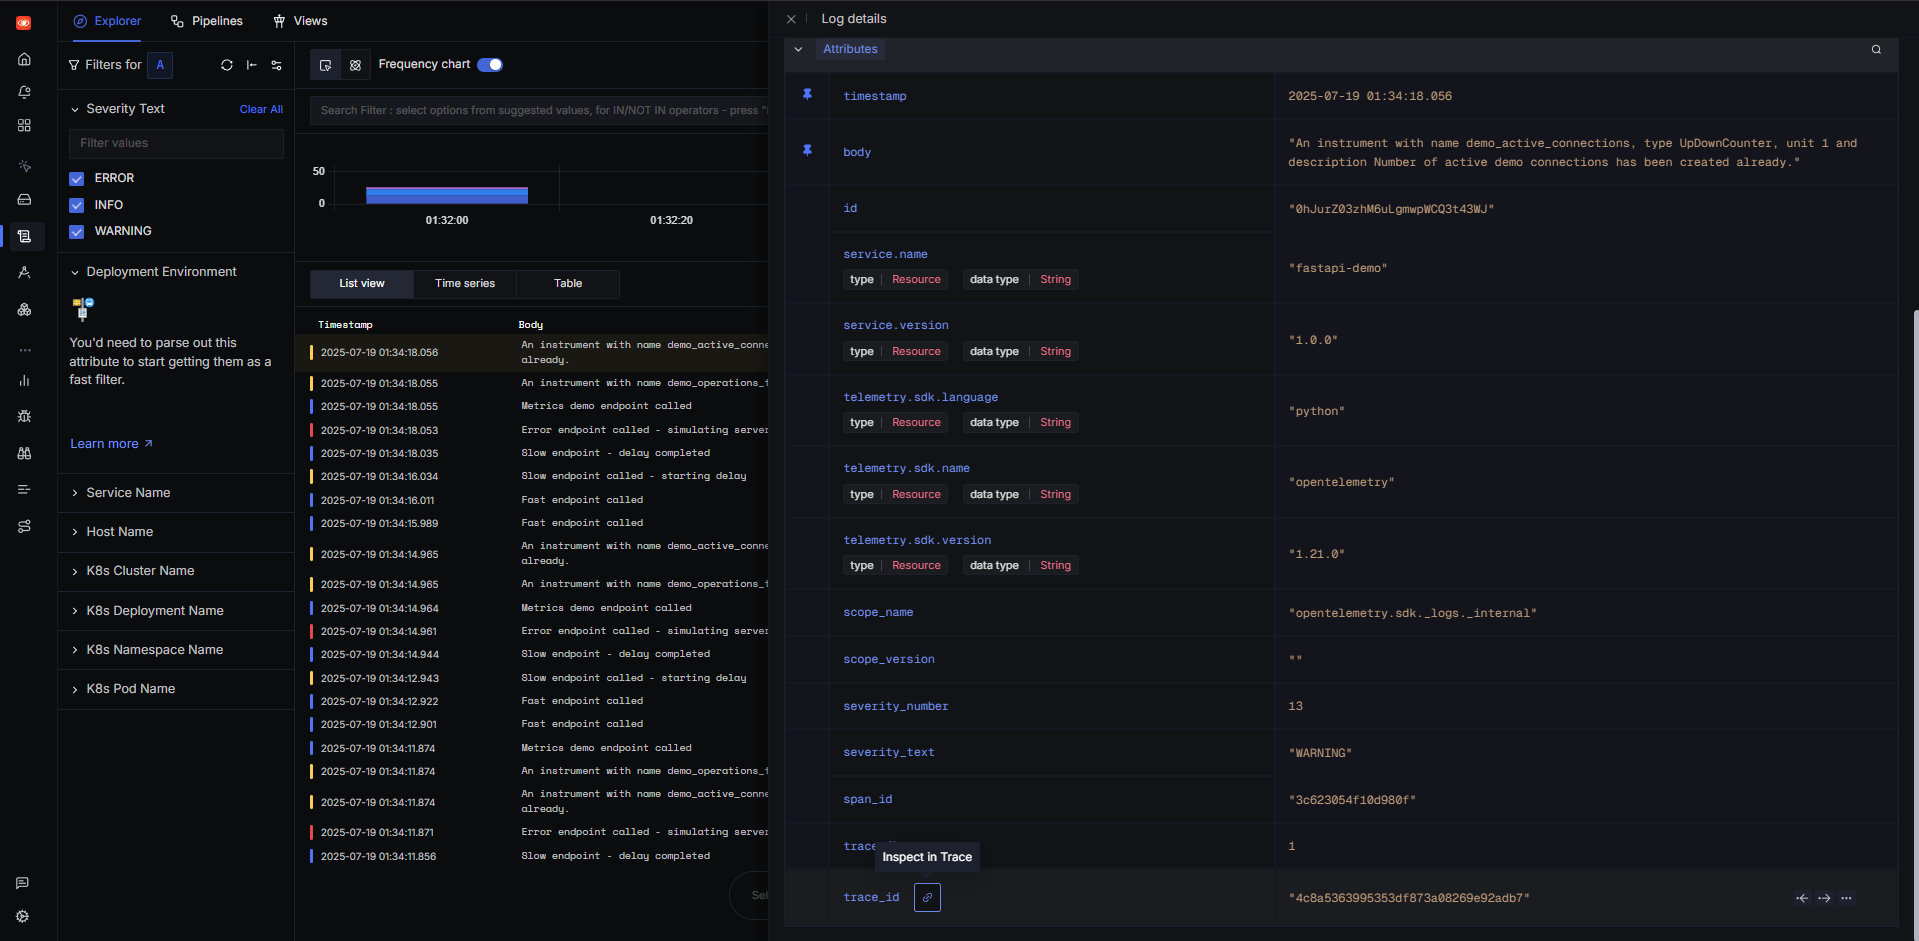 Explorer
Pipelines
Views
Filters for A
Severity Text
Clear All
Filter values
ERROR
INFO
WARNING
Deployment Environment
You'd need to parse out this
attribute to start getting them as a
fast filter.
Learn more
Service Name
Host Name
K8s Cluster Name
K8s Deployment Name
K8s Namespace Name
K8s Pod Name
Frequency chart
Search Filter : select options from suggested values, for IN/NOT IN operators - press "
50
0
01:32:00
01:32:20
List view
Time series
Table
Timestamp Body
2025-07-19 01:34:18.056 An instrument with name demo_active_conne
already.
2025-07-19 01:34:18.055 An instrument with name demo_operations_t
2025-07-19 01:34:18.055 Metrics demo endpoint called
2025-07-19 01:34:18.053 Error endpoint called - simulating server
2025-07-19 01:34:18.035 Slow endpoint - delay completed
2025-07-19 01:34:16.034 Slow endpoint called - starting delay
2025-07-19 01:34:16.011 Fast endpoint called
2025-07-19 01:34:15.989 Fast endpoint called
2025-07-19 01:34:14.965 An instrument with name demo_active_conne
already.
2025-07-19 01:34:14.965 An instrument with name demo_operations_t
2025-07-19 01:34:14.964 Metrics demo endpoint called
2025-07-19 01:34:14.961 Error endpoint called - simulating server
2025-07-19 01:34:14.944 Slow endpoint - delay completed
2025-07-19 01:34:12.943 Slow endpoint called - starting delay
2025-07-19 01:34:12.922 Fast endpoint called
2025-07-19 01:34:12.901 Fast endpoint called
2025-07-19 01:34:11.874 Metrics demo endpoint called
2025-07-19 01:34:11.874 An instrument with name demo_operations_t
2025-07-19 01:34:11.874 An instrument with name demo_active_conne
already.
2025-07-19 01:34:11.871 Error endpoint called - simulating server
2025-07-19 01:34:11.856 Slow endpoint - delay completed
Sel
Log details
Attributes
timestamp 2025-07-19 01:34:18.056
body "An instrument with name demo_active_connections, type UpDownCounter, unit 1 and
description Number of active demo connections has been created already."
id "0hJurZ03zhM6uLgmwpWCQ3t43WJ"
service.name "fastapi-demo"
type Resource data type String
service.version "1.0.0"
type Resource data type String
telemetry.sdk.language "python"
type Resource data type String
telemetry.sdk.name "opentelemetry"
type Resource data type String
telemetry.sdk.version "1.21.0"
type Resource data type String
scope_name "opentelemetry.sdk._logs._internal"
scope_version ""
severity_number 13
severity_text "WARNING"
span_id "3c623054f10d980f"
trace 1
Inspect in Trace
trace_id "4c8a5363995353df873a08269e92adb7"